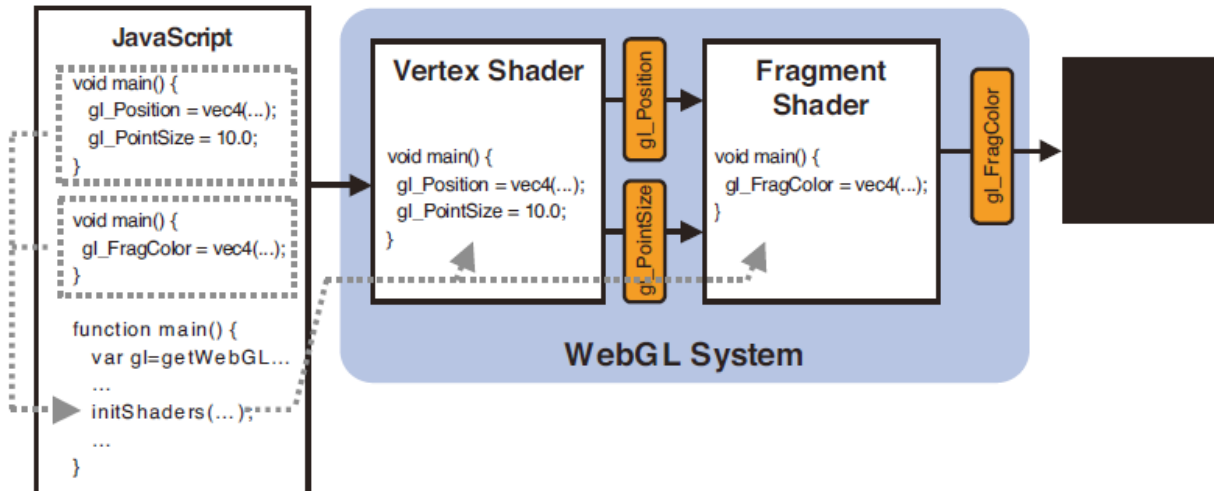 JavaScript
void main() {
gl_Position = vec4(...);
gl_PointSize = 10.0;
}
void main() {
gl_FragColor = vec4(...);
}
function main() {
var gl=getWebGL...
...
initShaders(...);
...
}
Vertex Shader
void main() {
gl_Position = vec4(...);
gl_PointSize = 10.0;
}
gl_Position
gl_PointSize
Fragment
Shader
void main() {
gl_FragColor = vec4(...);
}
gl_FragColor
WebGL System